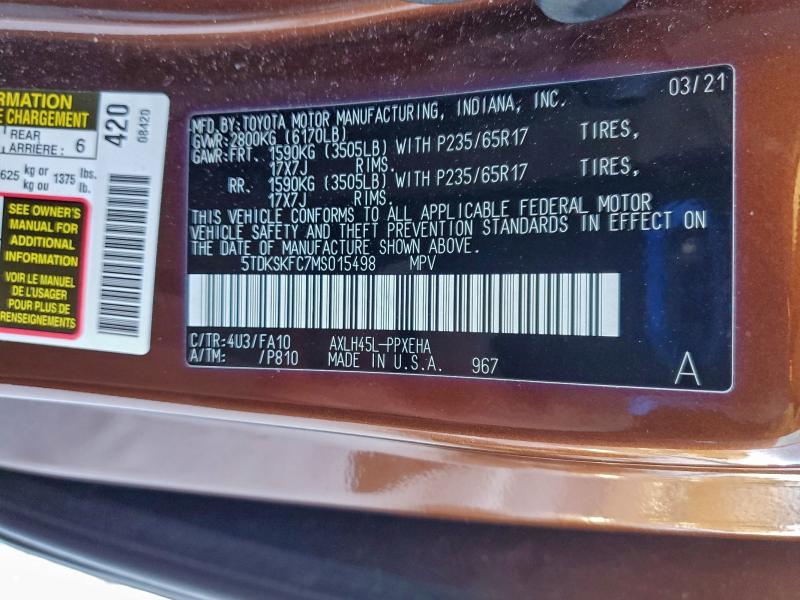 RMATION
E CHARGEMENT
REAR
ARRIÈRE: 6
625 kg or kg ou 1375 lbs. lb.
SEE OWNER'S
MANUAL FOR
ADDITIONAL
INFORMATION
VOIR LE MANUEL
DE L'USAGER
POUR PLUS DE
RENSEIGNEMENTS
420
08420
03/21
MFD.BY:TOYOTA MOTOR MANUFACTURING, INDIANA, INC.
GVWR:2800KG (6170LB)
GAWR:FRT. 1590KG (3505LB) WITH P235/65R17 TIRES,
17X7J RIMS.
RR. 1590KG (3505LB) WITH P235/65R17 TIRES,
17X7J RIMS.
THIS VEHICLE CONFORMS TO ALL APPLICABLE FEDERAL MOTOR
VEHICLE SAFETY AND THEFT PREVENTION STANDARDS IN EFFECT ON
THE DATE OF MANUFACTURE SHOWN ABOVE.
5TDKSKFC7MS015498 MPV
C/TR:4U3/FA10 AXLH45L-PPXEHA
A/TM: /P810 MADE IN U.S.A. 967
A